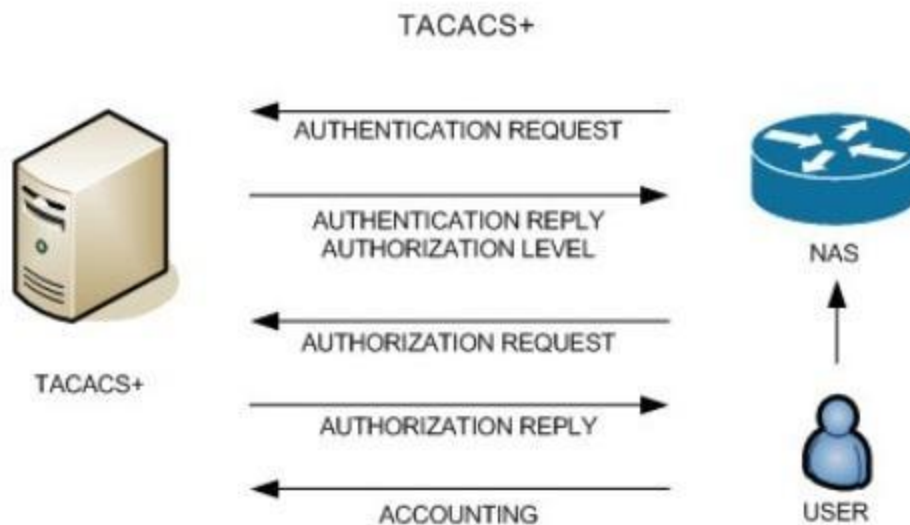 TACACS+
AUTHENTICATION REQUEST
AUTHENTICATION REPLY
AUTHORIZATION LEVEL
NAS
AUTHORIZATION REQUEST
TACACS+
AUTHORIZATION REPLY
ACCOUNTING
USER